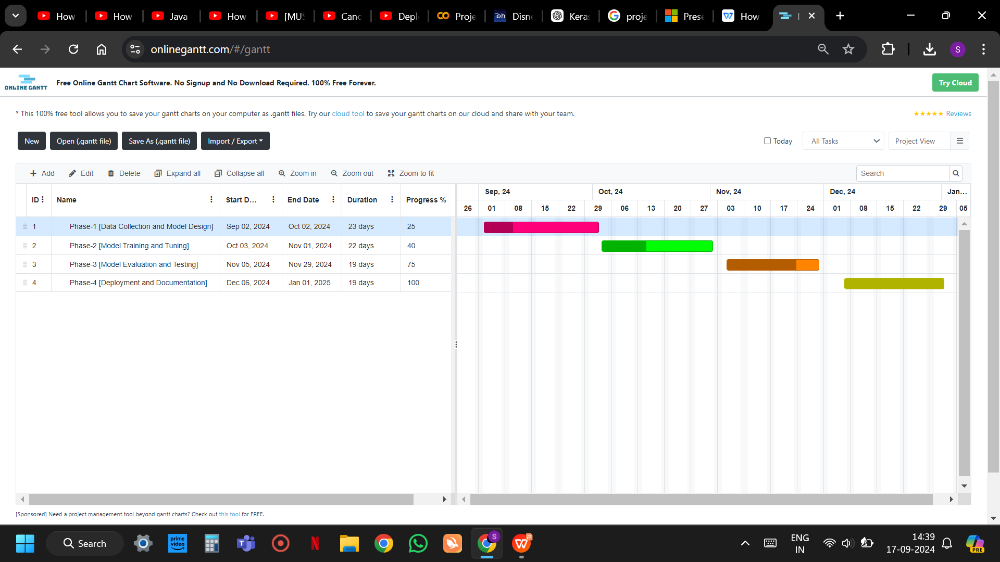 How
How
Java
How
[MUS
Canc
Depl
Proje
Disne
Keras
proje
Prese
How
onlinegantt.com/#/gantt
S
ONLINE GANTT
Free Online Gantt Chart Software. No Signup and No Download Required. 100% Free Forever.
Try Cloud
* This 100% free tool allows you to save your gantt charts on your computer as .gantt files. Try our cloud tool to save your gantt charts on our cloud and share with your team.
★★★★★ Reviews
New
Open (.gantt file)
Save As (.gantt file)
Import / Export
Today
All Tasks
Project View
Add
Edit
Delete
Expand all
Collapse all
Zoom in
Zoom out
Zoom to fit
Search
ID Name Start D... End Date Duration Progress %
Sep, 24 Oct, 24 Nov, 24 Dec, 24 Jan...
26 01 08 15 22 29 06 13 20 27 03 10 17 24 01 08 15 22 29 05
1 Phase-1 [Data Collection and Model Design] Sep 02, 2024 Oct 02, 2024 23 days 25
2 Phase-2 [Model Training and Tuning] Oct 03, 2024 Nov 01, 2024 22 days 40
3 Phase-3 [Model Evaluation and Testing] Nov 05, 2024 Nov 29, 2024 19 days 75
4 Phase-4 [Deployment and Documentation] Dec 06, 2024 Jan 01, 2025 19 days 100
[Sponsored] Need a project management tool beyond gantt charts? Check out this tool for FREE.
Search
prime video
N
S
ENG
IN
14:39
17-09-2024
PRE